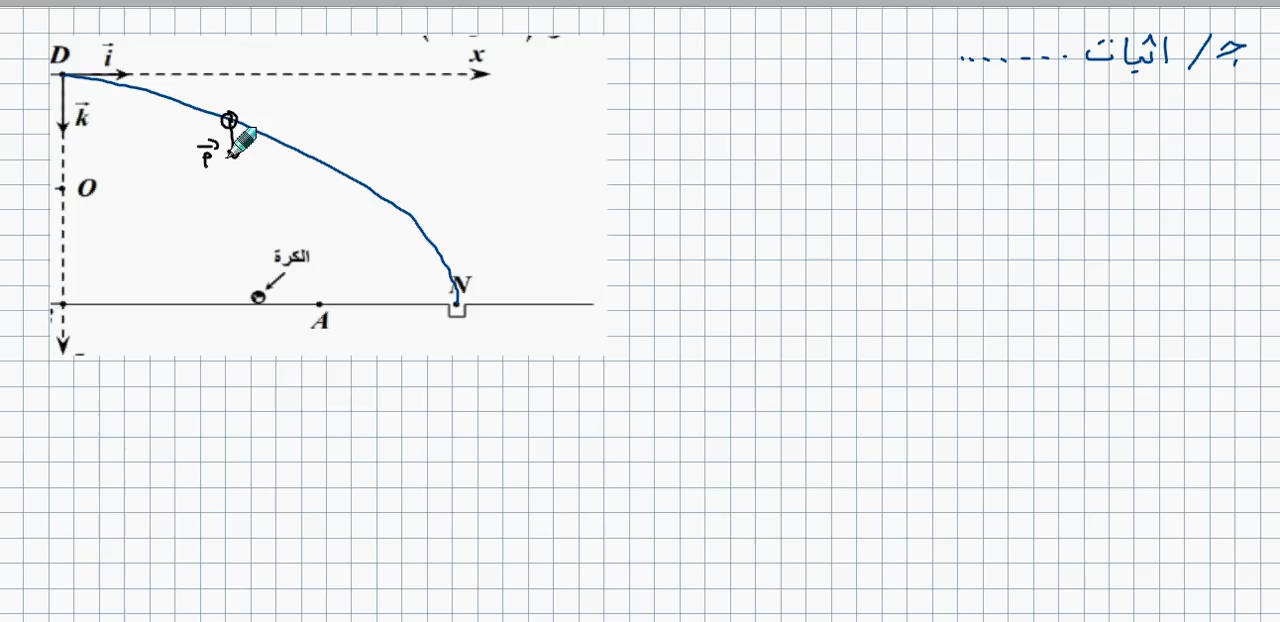 ج/ اثبات .......
D i x
k
P
O
الكرة
N
A